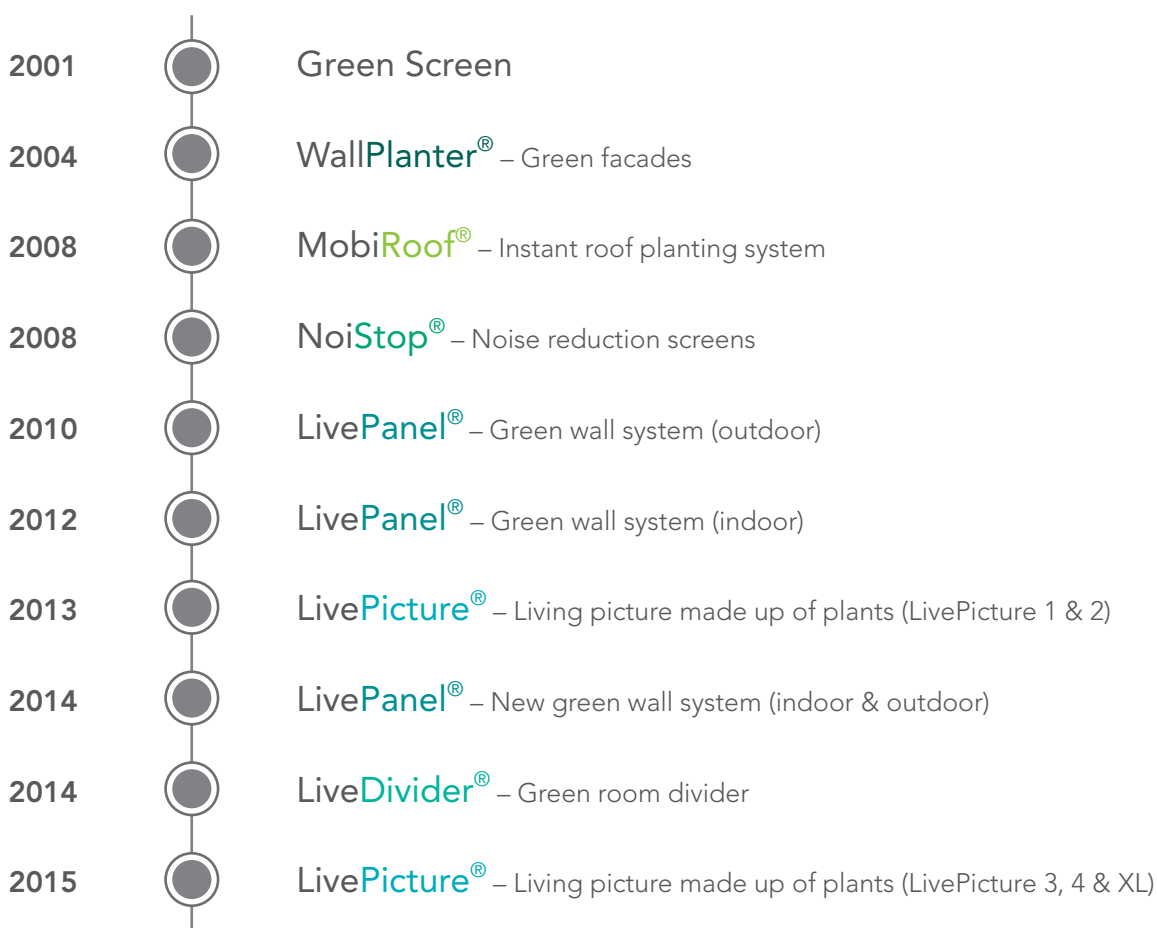 2001 Green Screen
2004 WallPlanter® – Green facades
2008 MobiRoof® – Instant roof planting system
2008 NoiStop® – Noise reduction screens
2010 LivePanel® – Green wall system (outdoor)
2012 LivePanel® – Green wall system (indoor)
2013 LivePicture® – Living picture made up of plants (LivePicture 1 & 2)
2014 LivePanel® – New green wall system (indoor & outdoor)
2014 LiveDivider® – Green room divider
2015 LivePicture® – Living picture made up of plants (LivePicture 3, 4 & XL)